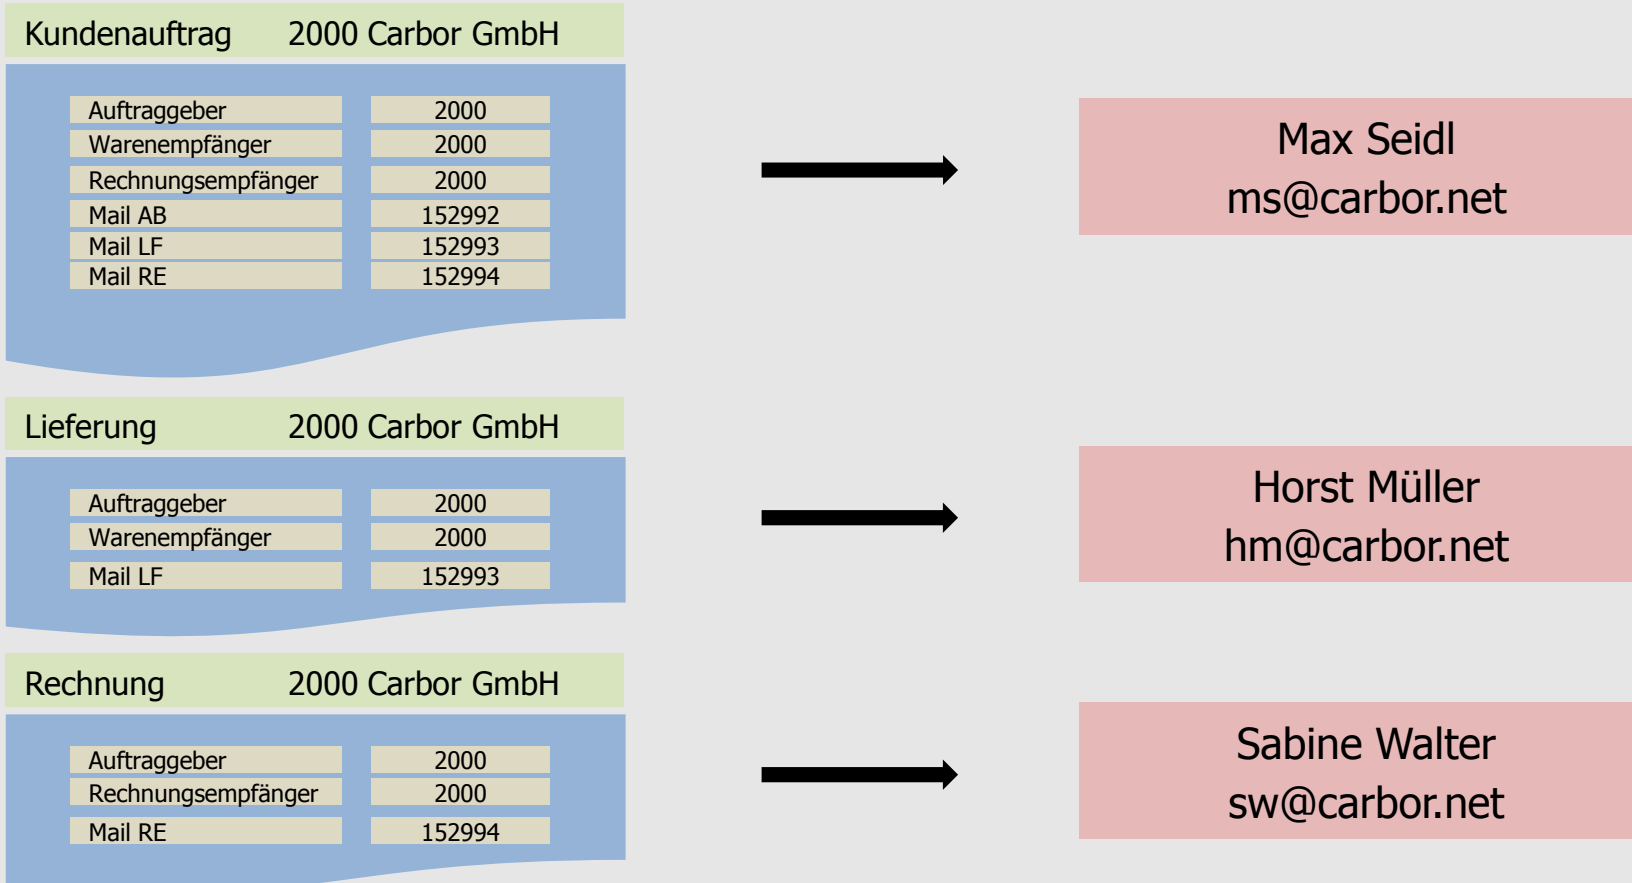 Kundenauftrag 2000 Carbor GmbH
Auftraggeber 2000
Warenempfänger 2000
Rechnungsempfänger 2000
Mail AB 152992
Mail LF 152993
Mail RE 152994
Max Seidl
ms@carbor.net
Lieferung 2000 Carbor GmbH
Auftraggeber 2000
Warenempfänger 2000
Mail LF 152993
Horst Müller
hm@carbor.net
Rechnung 2000 Carbor GmbH
Auftraggeber 2000
Rechnungsempfänger 2000
Mail RE 152994
Sabine Walter
sw@carbor.net